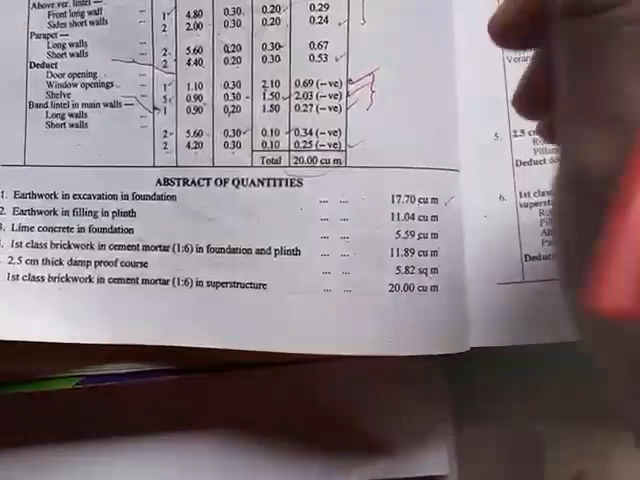 Above ver. lintel —
Front long wall ... 1 4.80 0.30 0.20 0.29
Sides short walls ... 2 2.00 0.30 0.20 0.24
Parapet —
Long walls ... 2 5.60 0.20 0.30 0.67
Short walls ... 2 4.40 0.20 0.30 0.53
Deduct
Door opening ... 1 1.10 0.30 2.10 0.69 (−ve)
Window openings ... 5 0.90 0.30 1.50 2.03 (−ve)
Shelve ... 1 0.90 0.20 1.50 0.27 (−ve)
Band lintel in main walls —
Long walls ... 2 5.60 0.30 0.10 0.34 (−ve)
Short walls ... 2 4.20 0.30 0.10 0.25 (−ve)
Total 20.00 cu m
ABSTRACT OF QUANTITIES
1. Earthwork in excavation in foundation ... ... 17.70 cu m
2. Earthwork in filling in plinth ... ... 11.04 cu m
3. Lime concrete in foundation ... ... 5.59 cu m
1st class brickwork in cement mortar (1:6) in foundation and plinth ... ... 11.89 cu m
2.5 cm thick damp proof course ... ... 5.82 sq m
1st class brickwork in cement mortar (1:6) in superstructure ... ... 20.00 cu m
5. 2.5
Deduct
6. 1st
Deduct